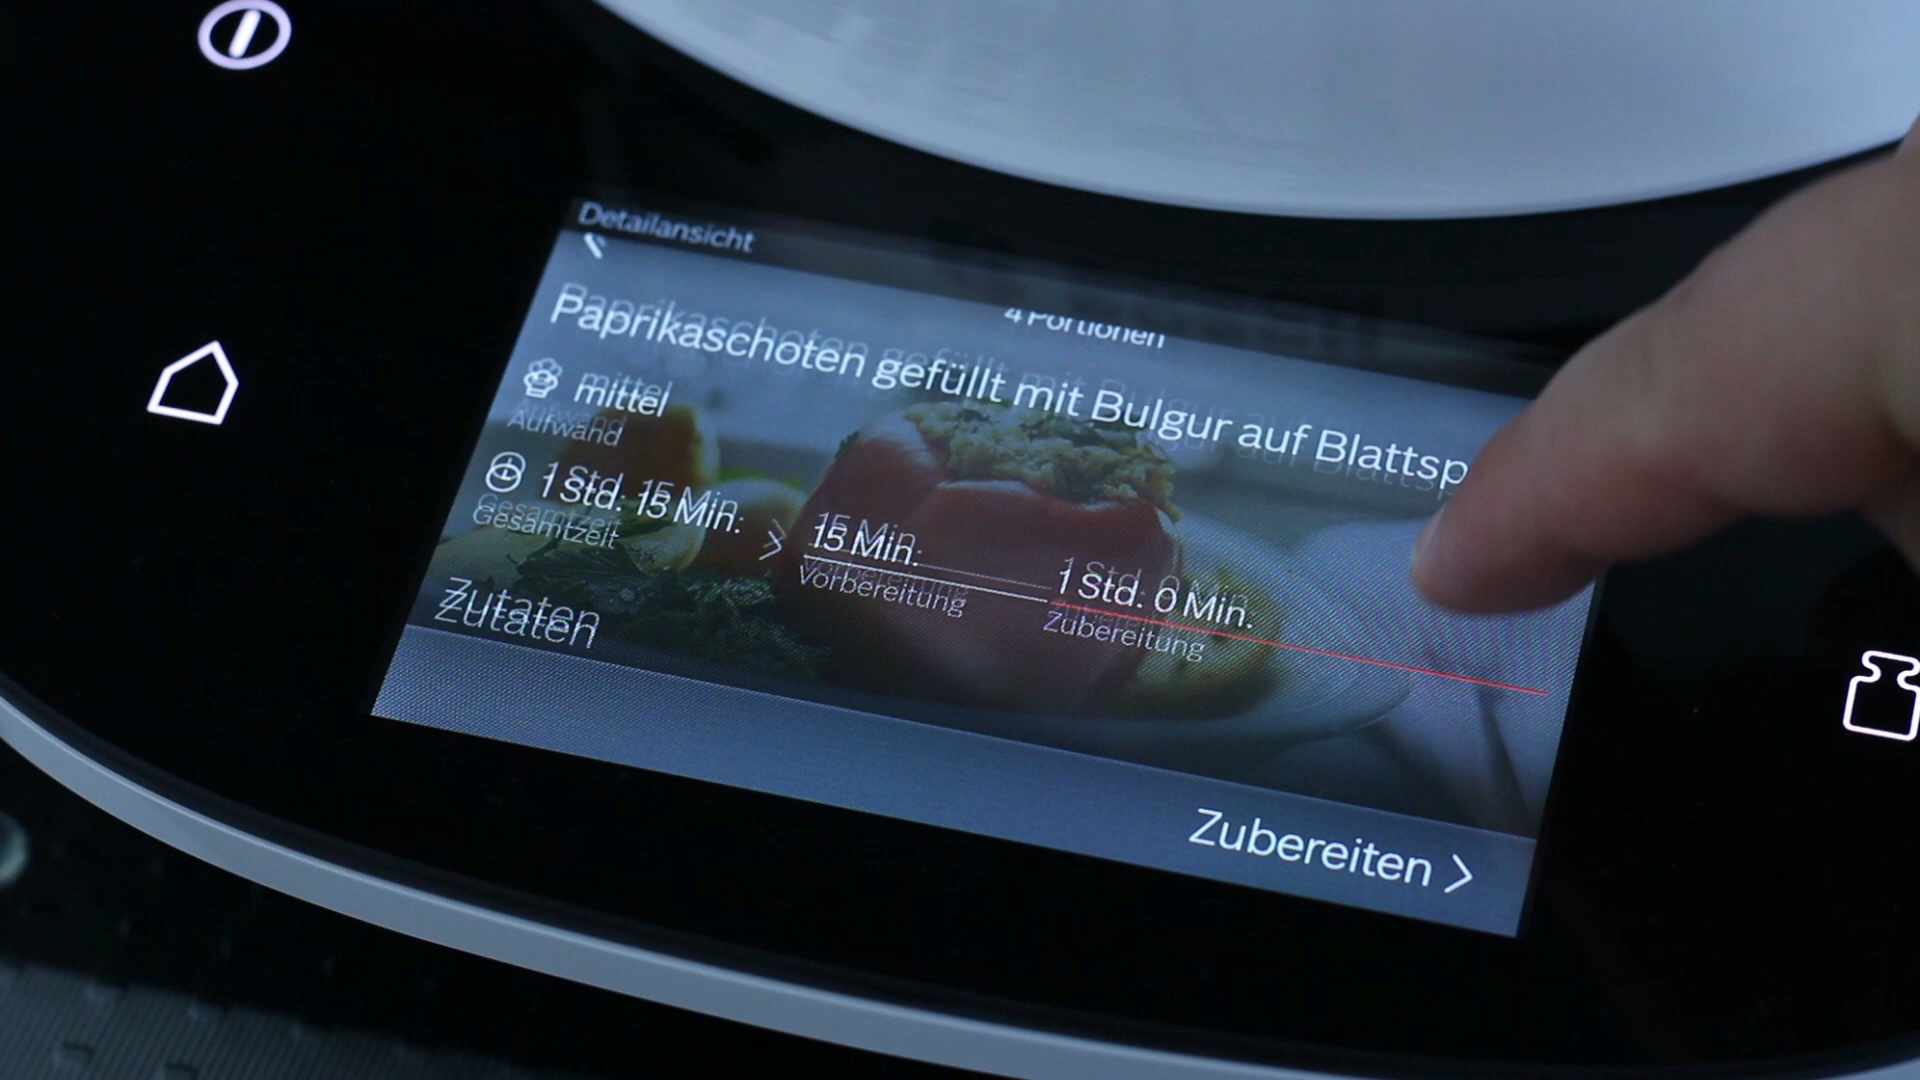 Detailansicht
4 Portionen
Paprikaschoten gefüllt mit Bulgur auf
mittel
Aufwand
1 Std. 15 Min.
Gesamtzeit
15 Min.
Vorbereitung
1 Std. 0 Min.
Zubereitung
Zutaten
Zubereiten